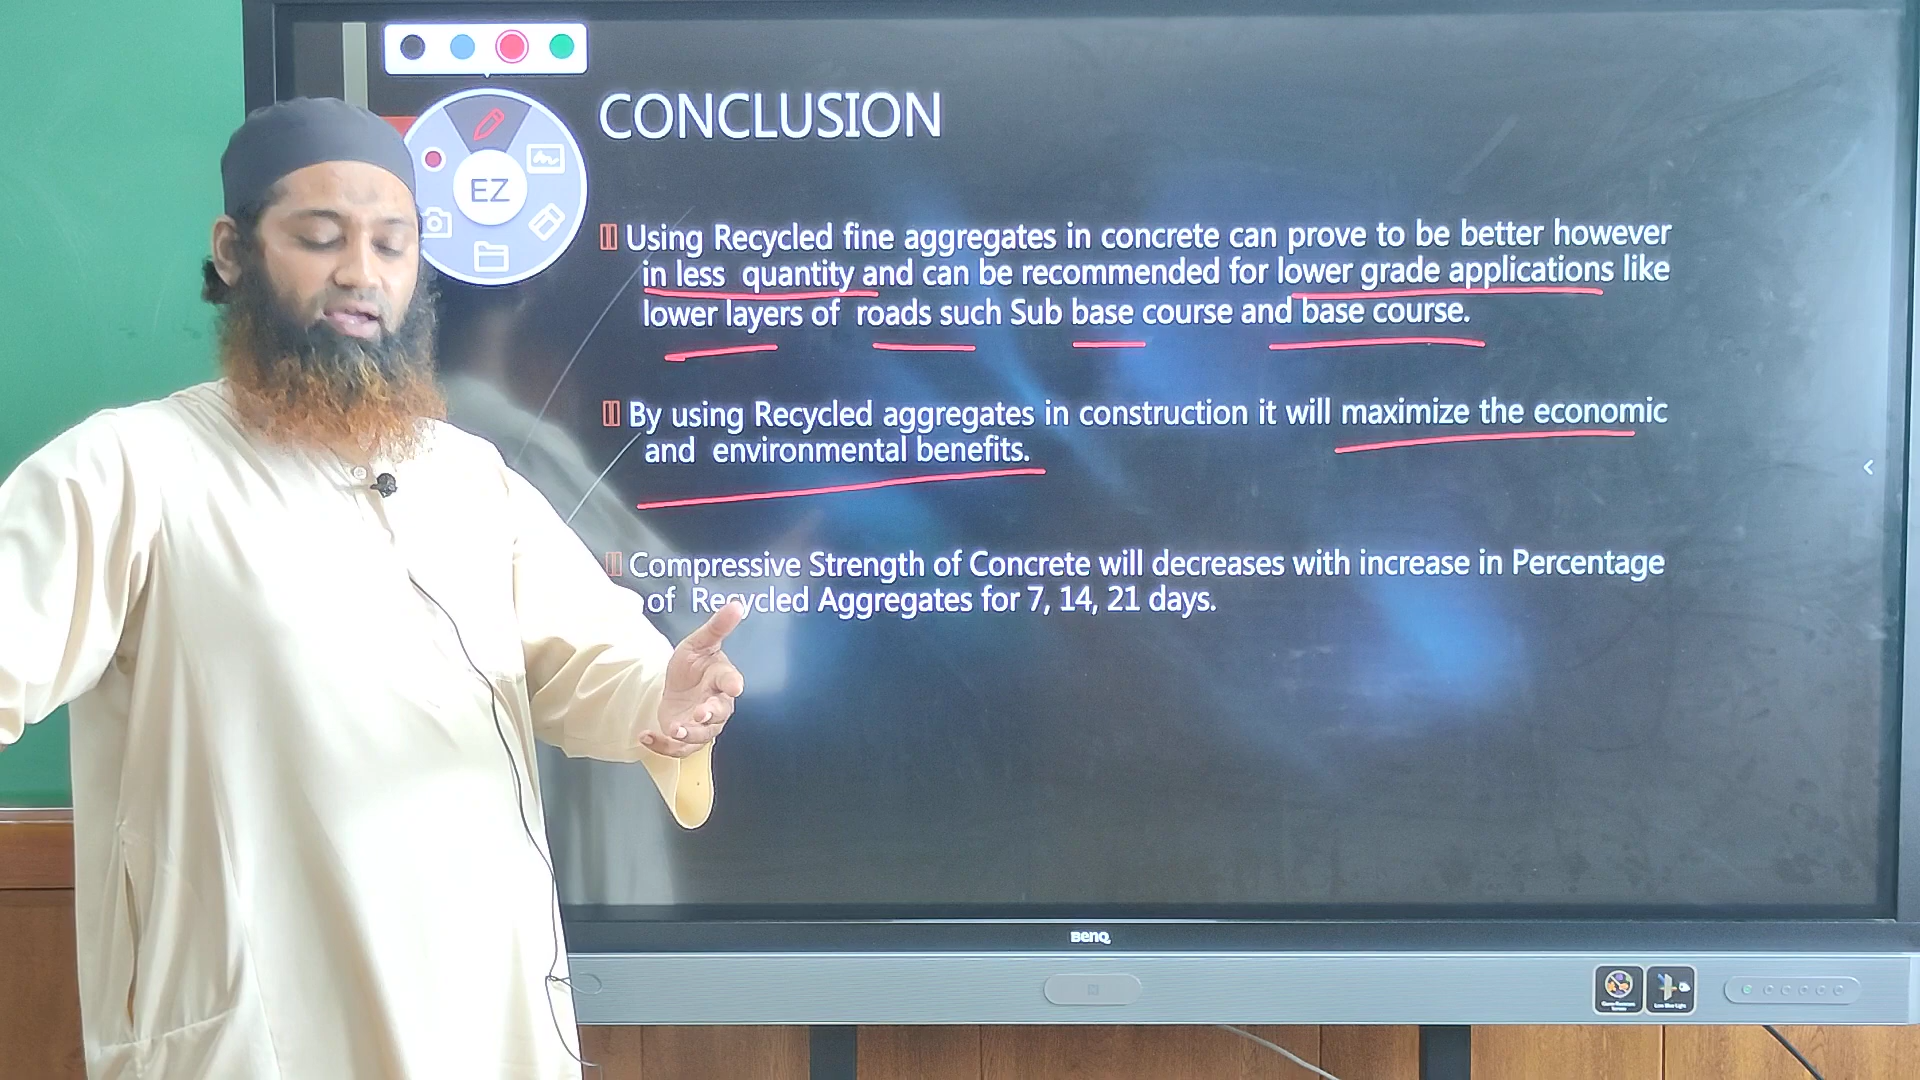 CONCLUSION
EZ
Using Recycled fine aggregates in concrete can prove to be better however
in less quantity and can be recommended for lower grade applications like
lower layers of roads such Sub base course and base course.
By using Recycled aggregates in construction it will maximize the economic
and environmental benefits.
Compressive Strength of Concrete will decreases with increase in Percentage
of Recycled Aggregates for 7, 14, 21 days.
BenQ